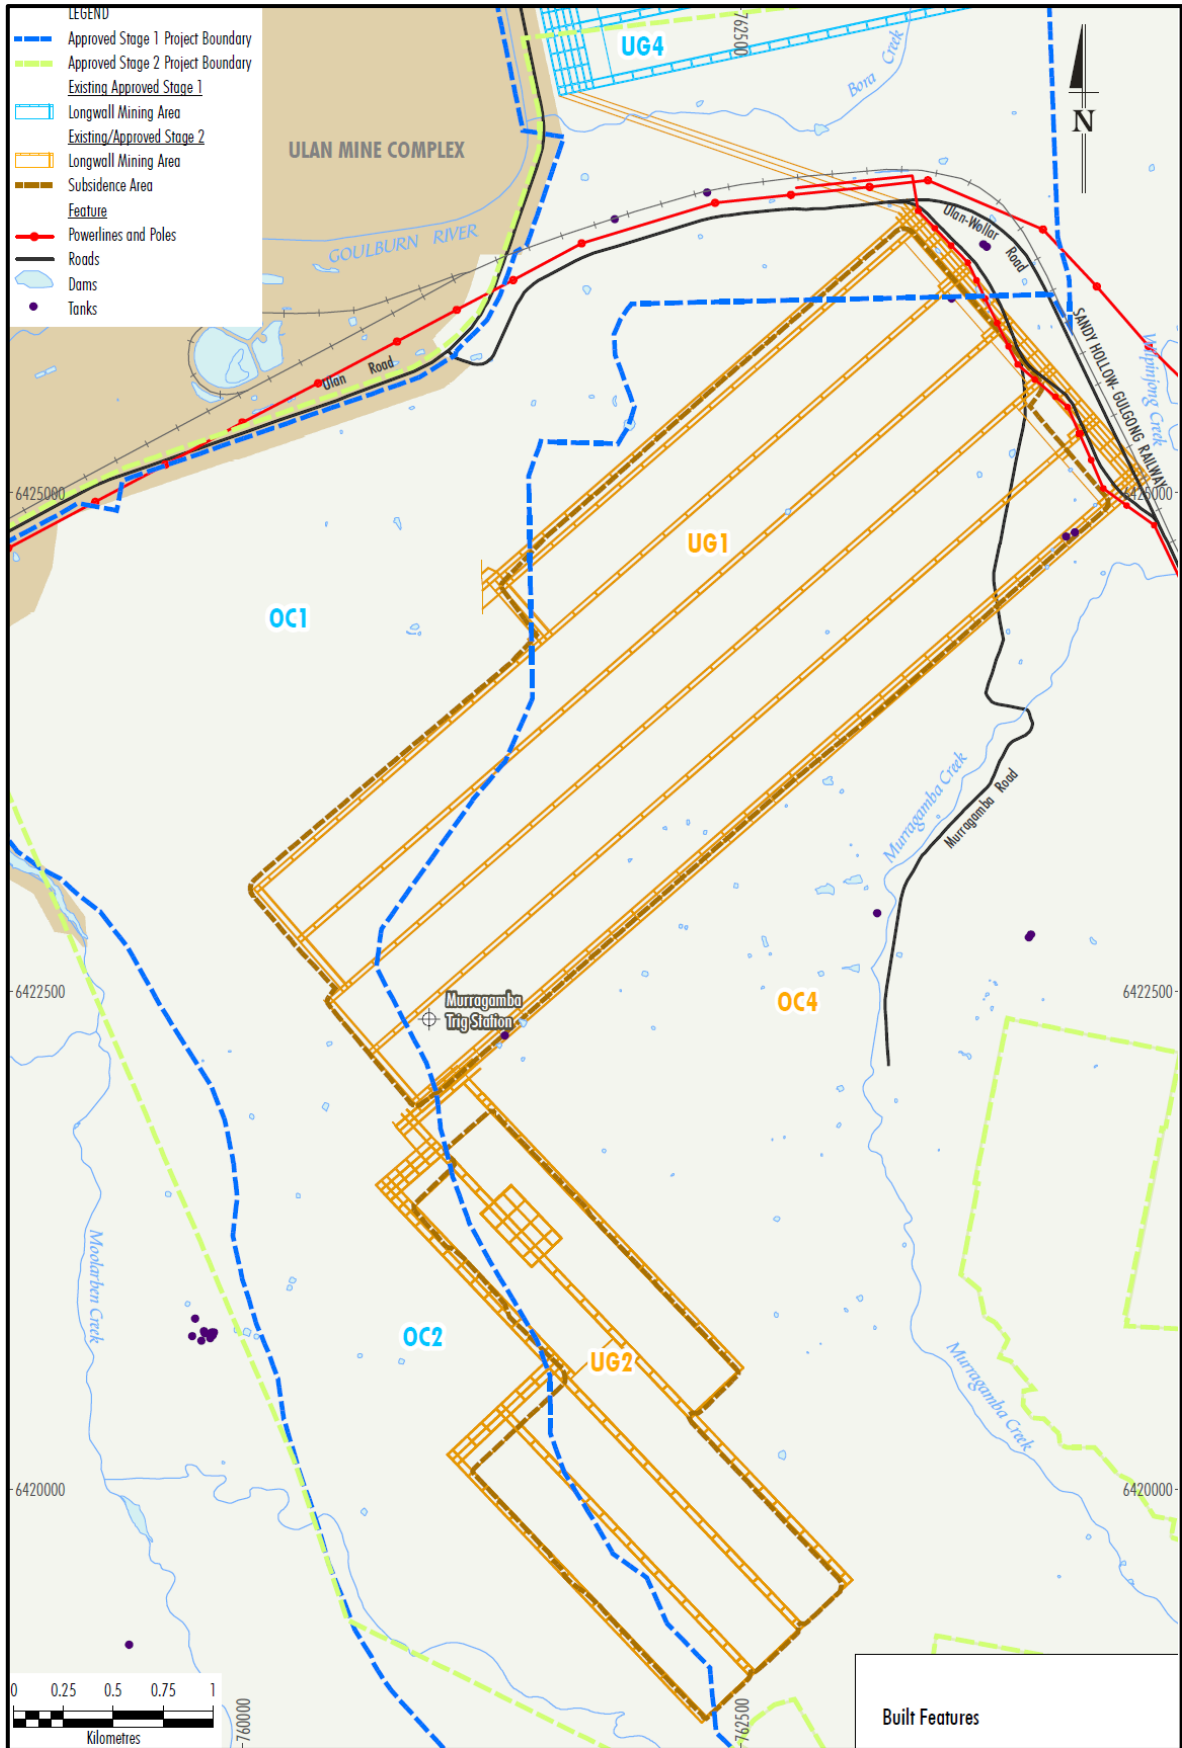 LEGEND
Approved Stage 1 Project Boundary
Approved Stage 2 Project Boundary
Existing Approved Stage 1
Longwall Mining Area
Existing/Approved Stage 2
Longwall Mining Area
Subsidence Area
Feature
Powerlines and Poles
Roads
Dams
Tanks
762500
UG4
Bora Creek
N
ULAN MINE COMPLEX
GOULBURN RIVER
Ulan-Wollar Road
SANDY HOLLOW- GULGONG RAILWAY
Wilpinjong Creek
Ulan Road
6425000
6425000
UG1
OC1
Murragamba Creek
Murragamba Road
6422500
6422500
Murragamba
Trig Station
OC4
Moolarben Creek
OC2
UG2
Murragamba Creek
6420000
6420000
0 0.25 0.5 0.75 1
Kilometres
760000
762500
Built Features